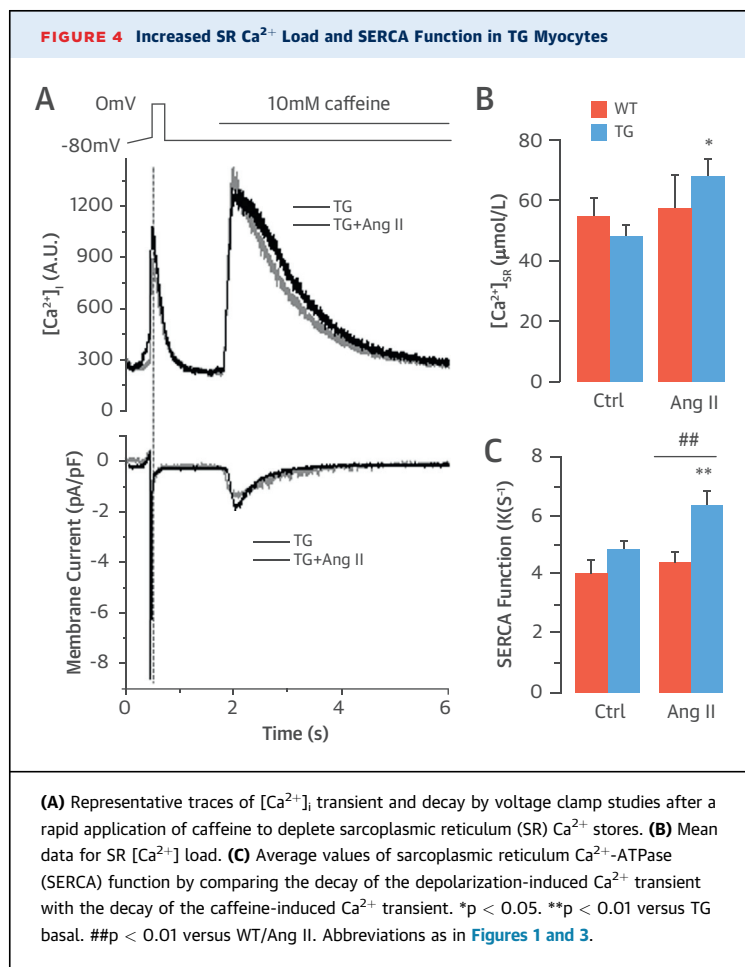 FIGURE 4 Increased SR Ca²⁺ Load and SERCA Function in TG Myocytes
A
0mV
-80mV
10mM caffeine
[Ca²⁺]ᵢ (A.U.)
1200
900
600
300
0
TG
TG+Ang II
Membrane Current (pA/pF)
0
-2
-4
-6
-8
TG
TG+Ang II
0
2
4
6
Time (s)
B
WT
TG
[Ca²⁺]SR (μmol/L)
80
60
40
20
0
*
Ctrl
Ang II
C
SERCA Function (K(S⁻¹)
8
6
4
2
0
##
**
Ctrl
Ang II
(A) Representative traces of [Ca²⁺]ᵢ transient and decay by voltage clamp studies after a
rapid application of caffeine to deplete sarcoplasmic reticulum (SR) Ca²⁺ stores. (B) Mean
data for SR [Ca²⁺] load. (C) Average values of sarcoplasmic reticulum Ca²⁺-ATPase
(SERCA) function by comparing the decay of the depolarization-induced Ca²⁺ transient
with the decay of the caffeine-induced Ca²⁺ transient. *p < 0.05. **p < 0.01 versus TG
basal. ##p < 0.01 versus WT/Ang II. Abbreviations as in Figures 1 and 3.